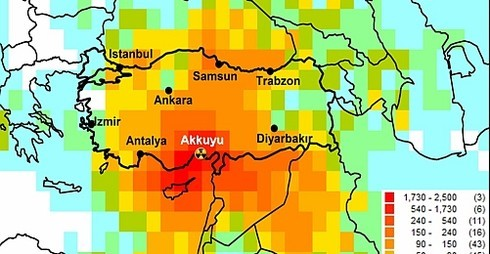 Istanbul
Samsun
Trabzon
Ankara
Izmir
Antalya
Akkuyu
Diyarbakır
1,730 - 2,500 (3)
540 - 1,730 (6)
240 - 540 (11)
150 - 240 (16)
90 - 150 (43)